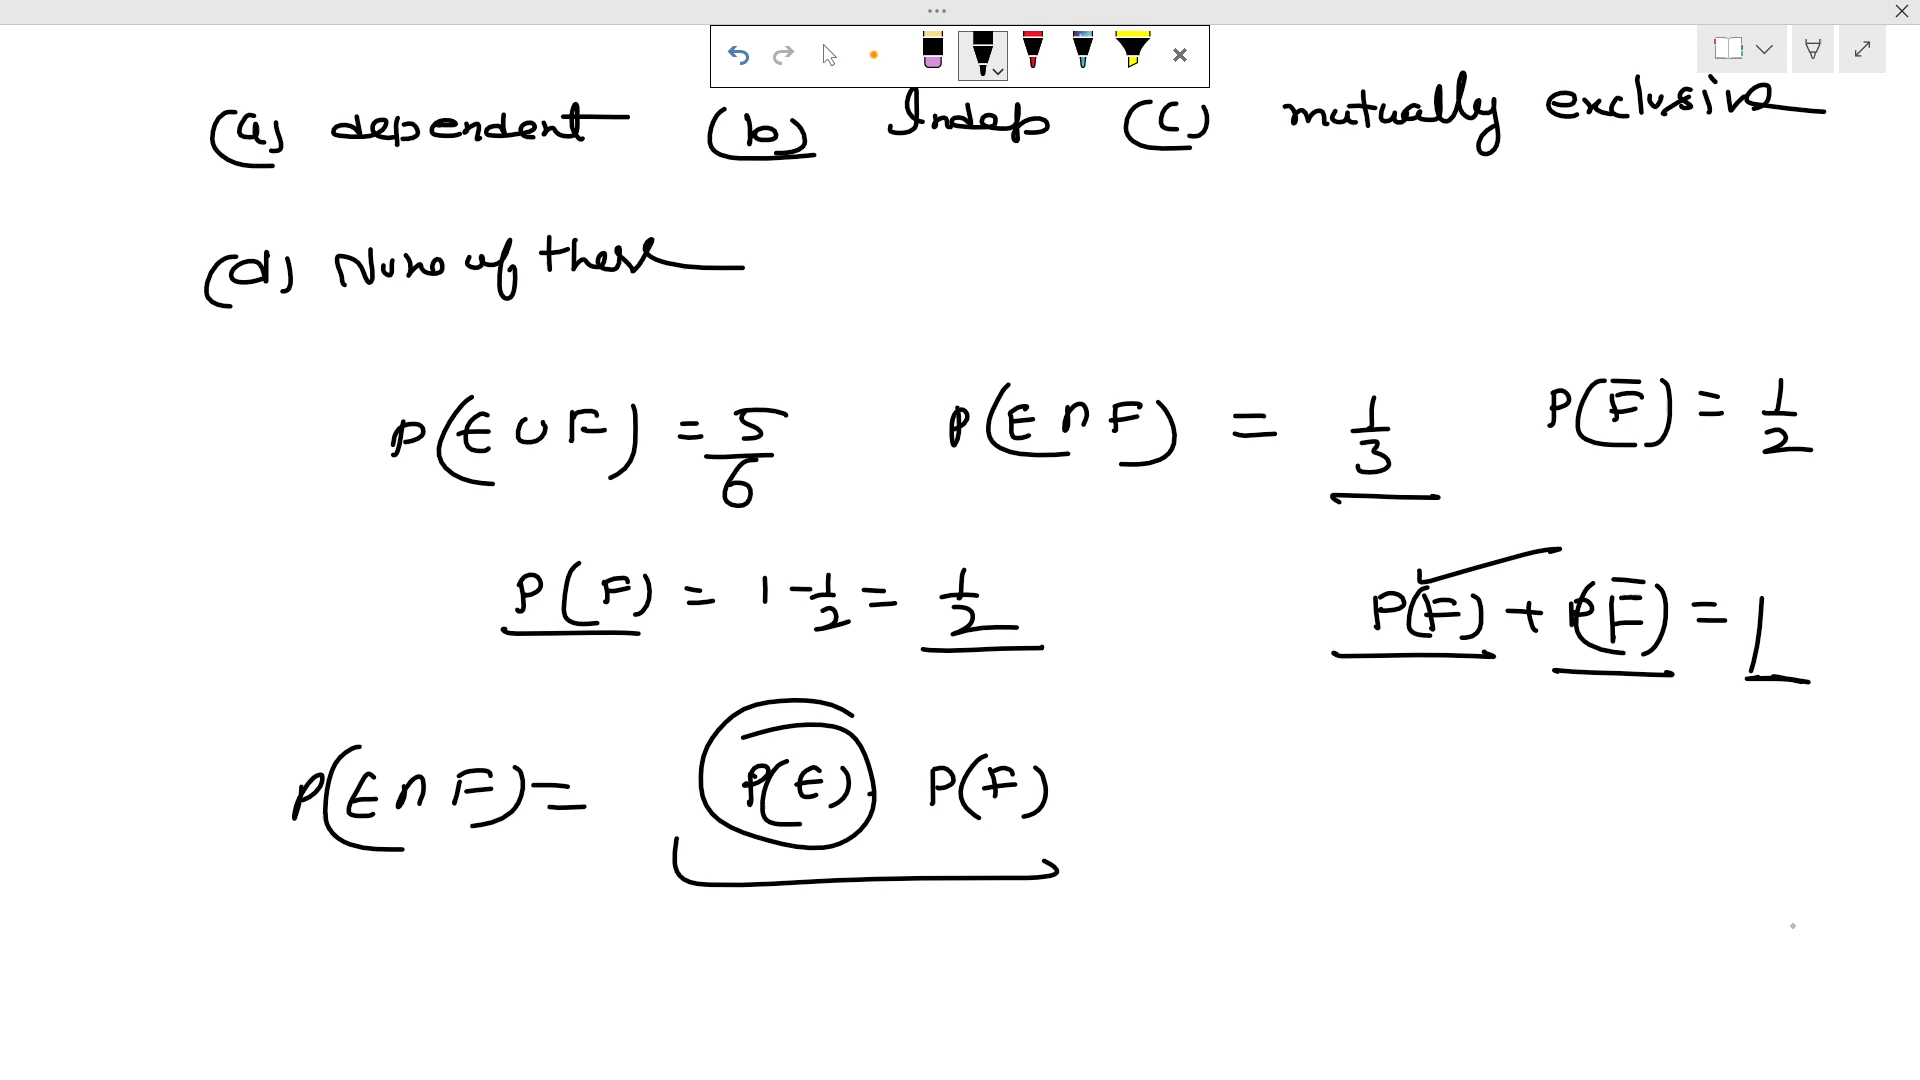 (a) dependent (b) Indep (c) mutually exclusive
(d) None of these
P(E ∪ F) = 5/6 P(E ∩ F) = 1/3 P(F̅) = 1/2
P(F) = 1 - 1/2 = 1/2 P(F) + P(F̅) = 1
P(E ∩ F) = P(E). P(F)